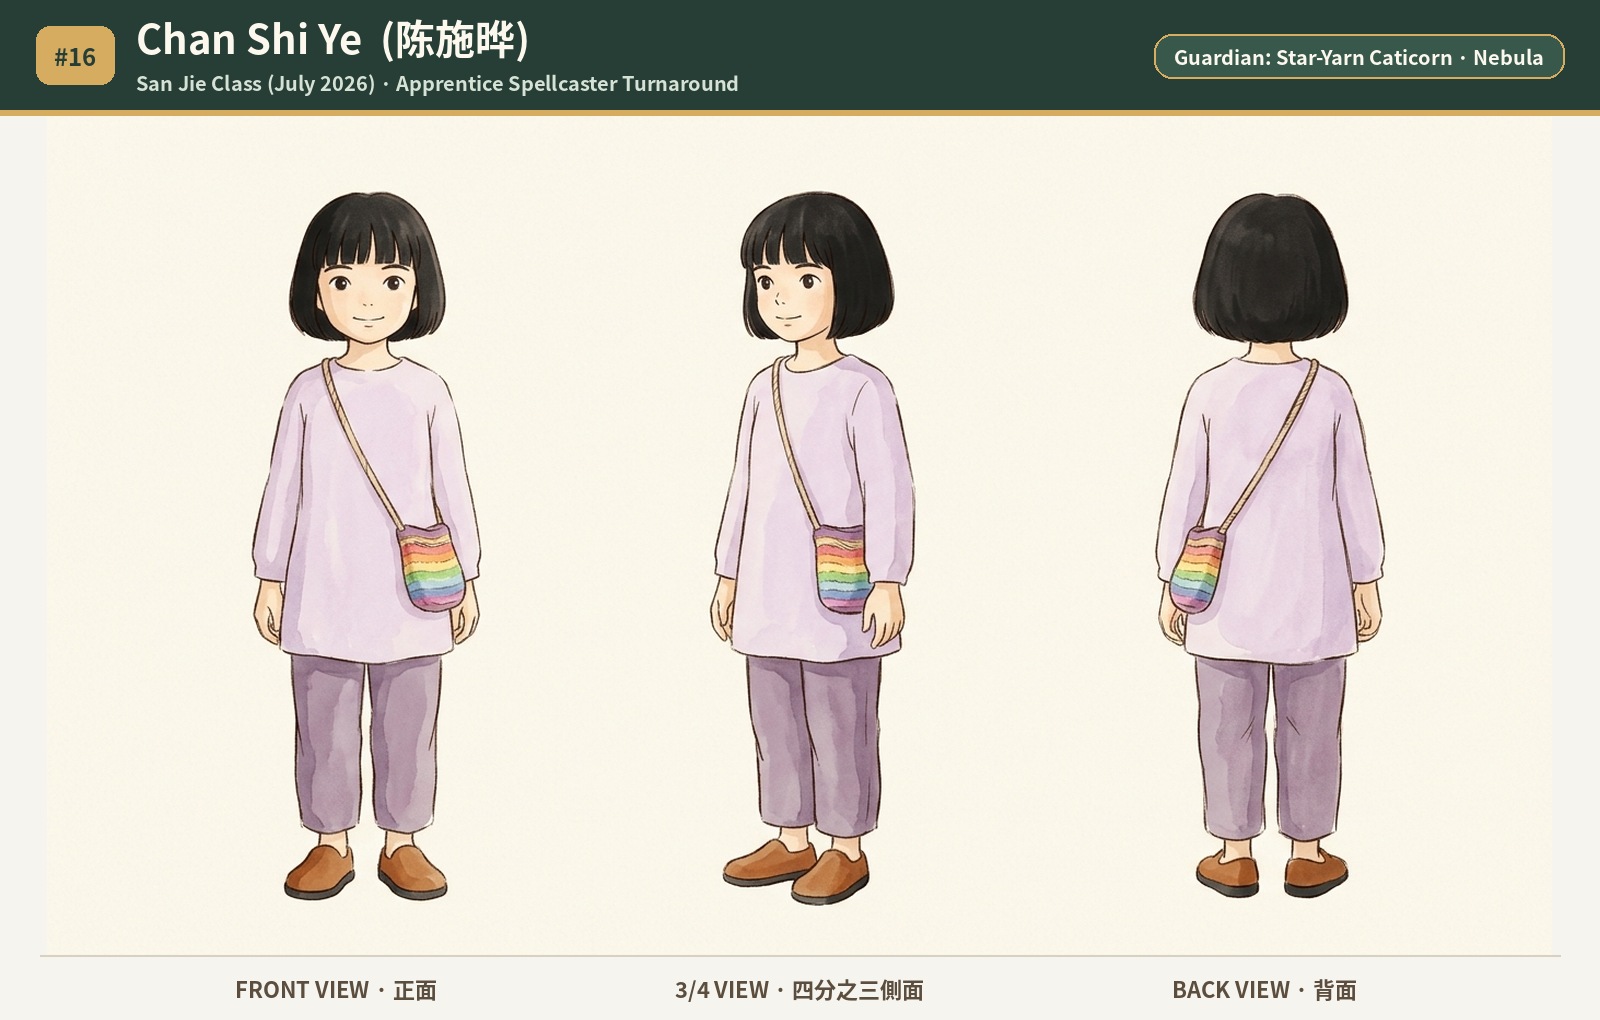 #16
Chan Shi Ye (陈施晔)
San Jie Class (July 2026) · Apprentice Spellcaster Turnaround
Guardian: Star-Yarn Caticorn · Nebula
FRONT VIEW · 正面
3/4 VIEW · 四分之三側面
BACK VIEW · 背面